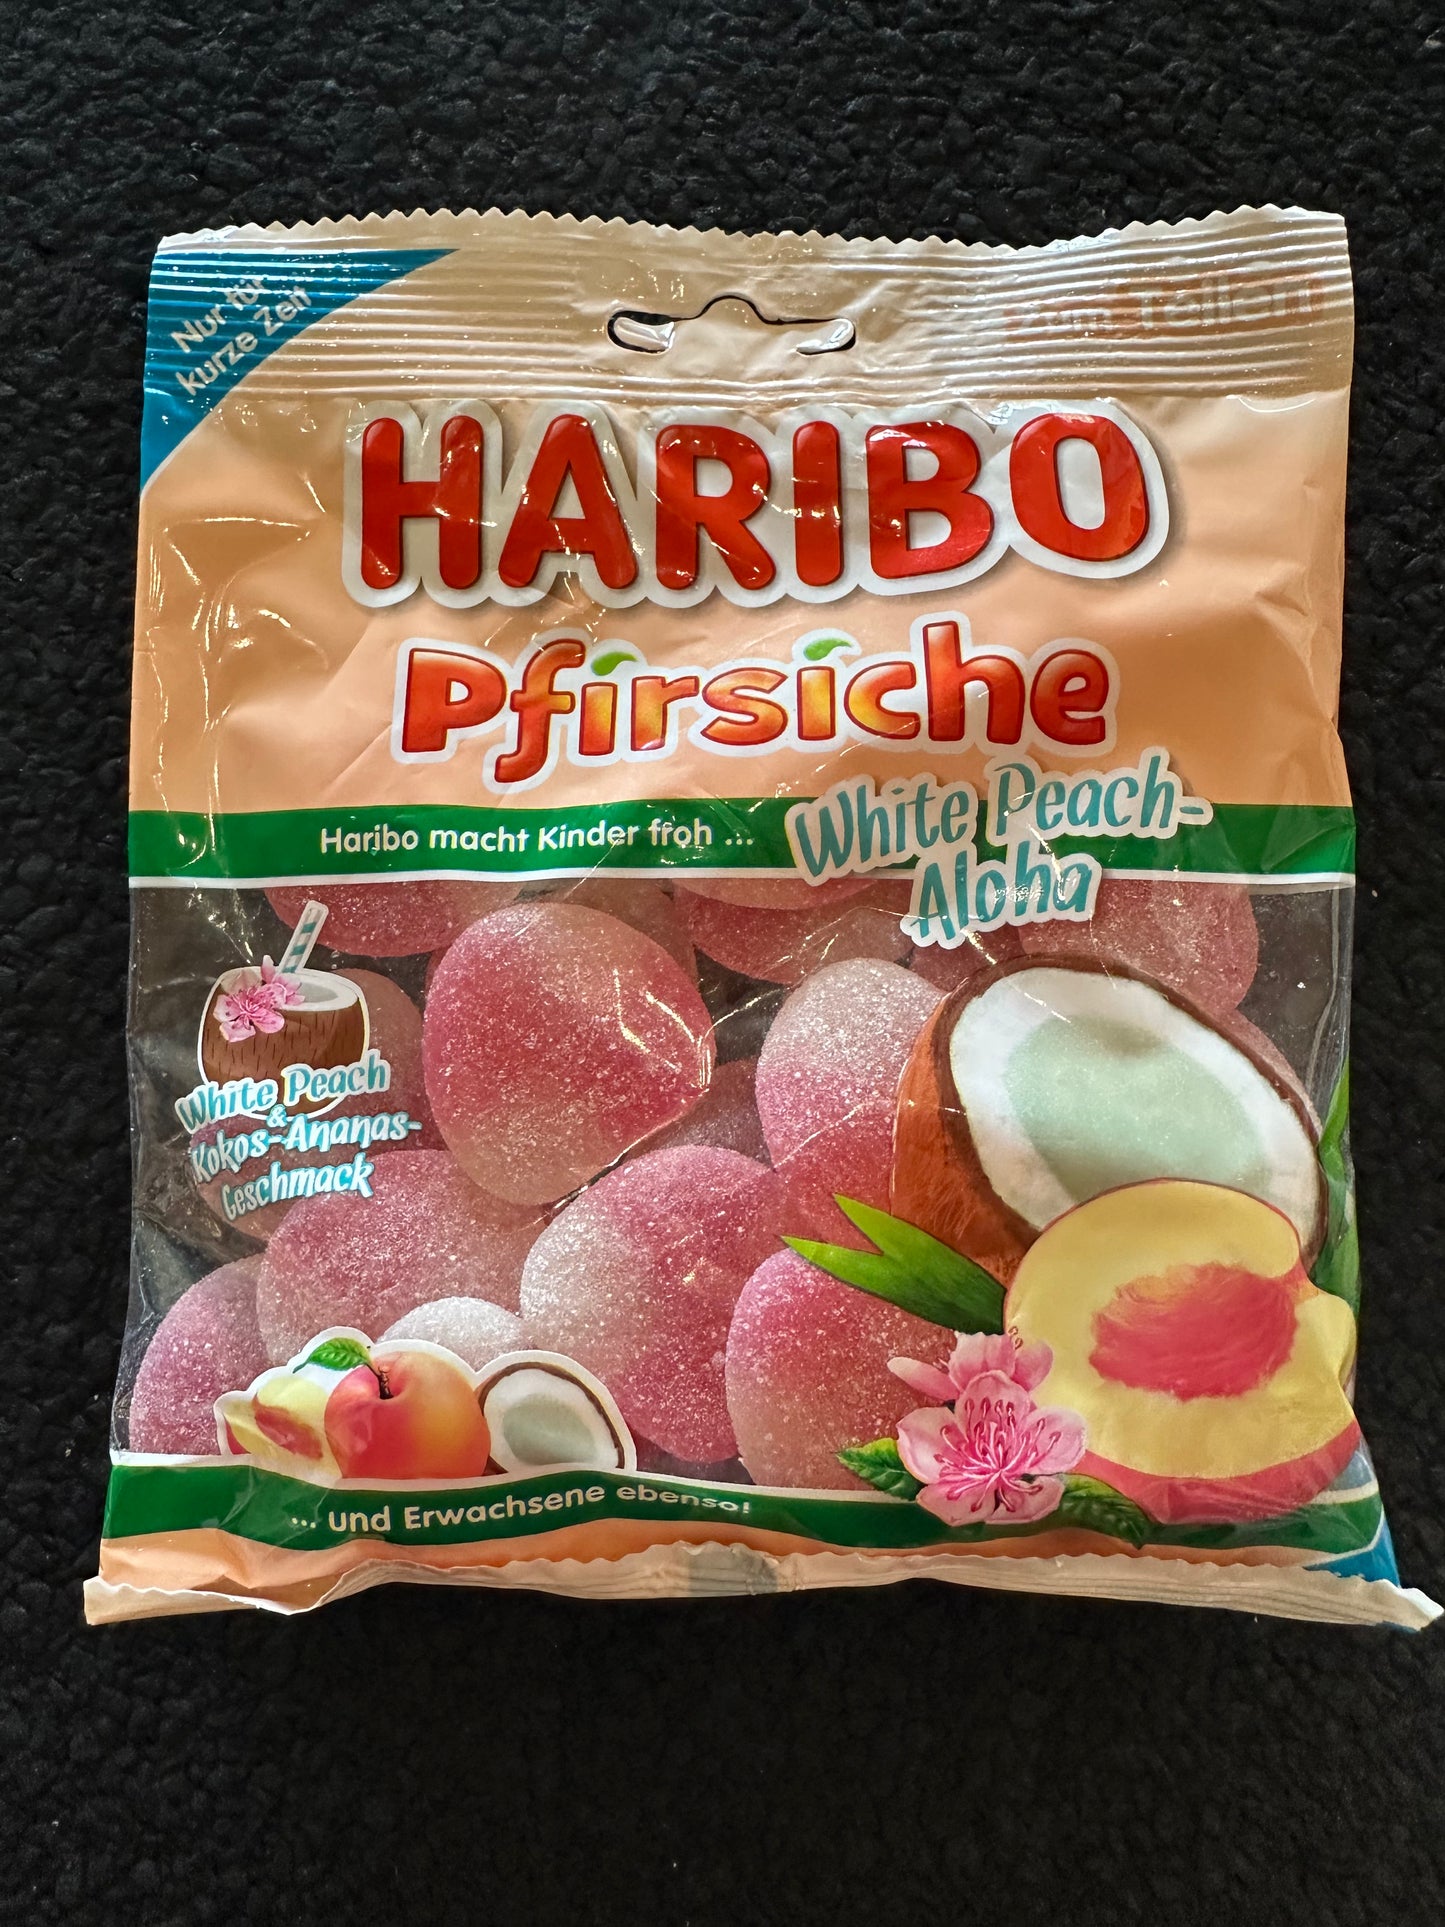 Nur für
kurze Zeit
HARIBO
Pfirsiche
White Peach-
Aloha
Haribo macht Kinder froh ...
White Peach
&
Kokos-Ananas-
Geschmack
... und Erwachsene ebenso!